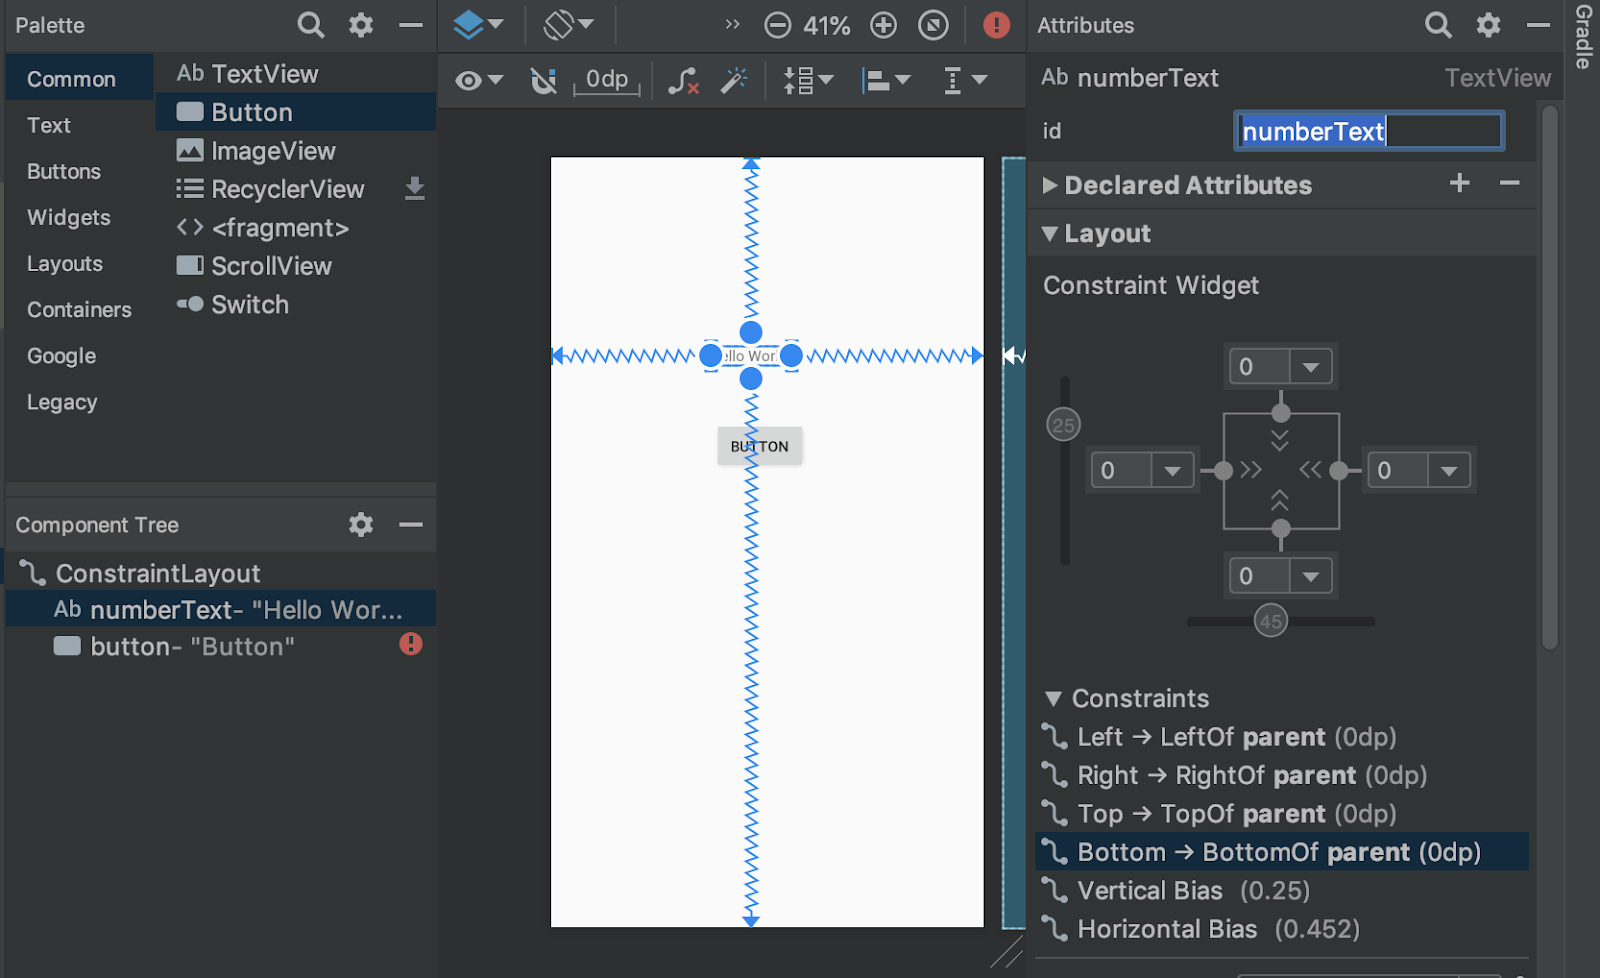 Palette
Common
Text
Buttons
Widgets
Layouts
Containers
Google
Legacy
Ab TextView
Button
ImageView
RecyclerView
<fragment>
ScrollView
Switch
Component Tree
ConstraintLayout
Ab numberText- "Hello Wor...
button- "Button"
41%
0dp
ello Wor
BUTTON
Attributes
Ab numberText TextView
id numberText
Declared Attributes
Layout
Constraint Widget
0
25
0
0
0
45
Constraints
Left → LeftOf parent (0dp)
Right → RightOf parent (0dp)
Top → TopOf parent (0dp)
Bottom → BottomOf parent (0dp)
Vertical Bias (0.25)
Horizontal Bias (0.452)
Gradle